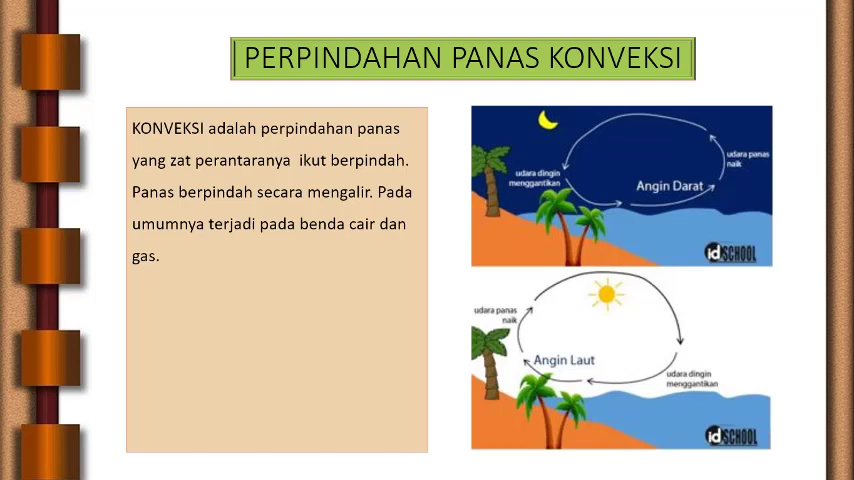 PERPINDAHAN PANAS KONVEKSI
KONVEKSI adalah perpindahan panas
yang zat perantaranya ikut berpindah.
Panas berpindah secara mengalir. Pada
umumnya terjadi pada benda cair dan
gas.
udara panas
naik
udara dingin
menggantikan
Angin Darat
idSCHOOL
udara panas
naik
Angin Laut
udara dingin
menggantikan
idSCHOOL